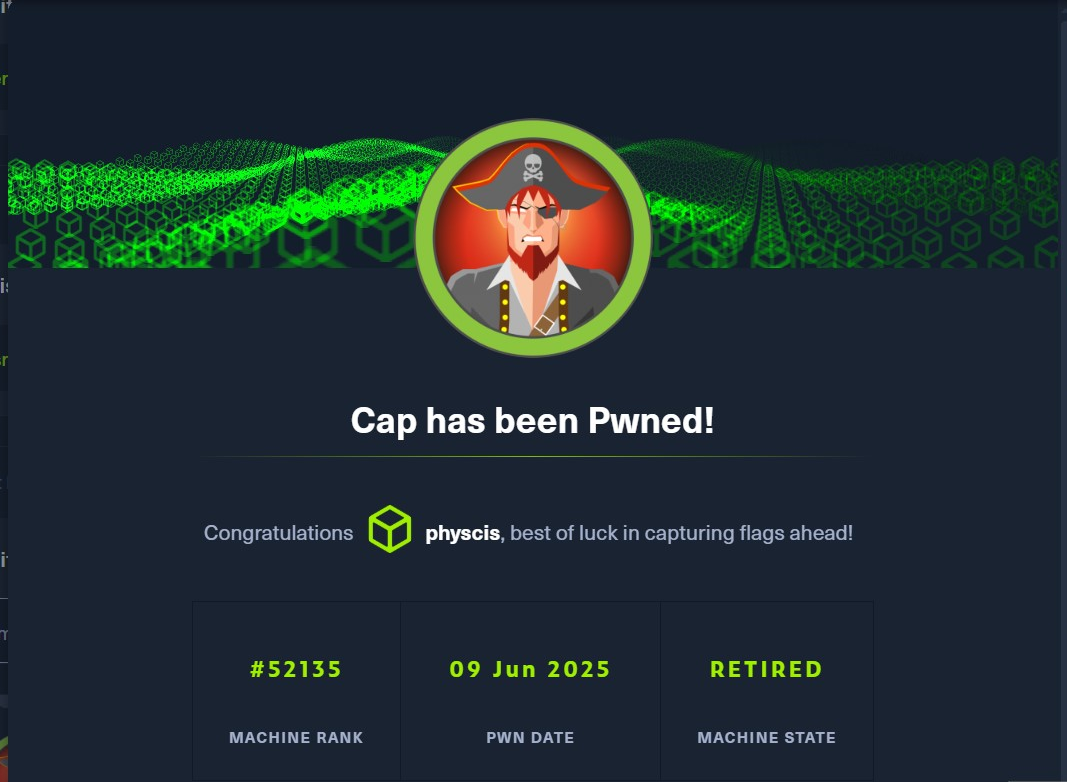 Cap has been Pwned!
Congratulations physcis, best of luck in capturing flags ahead!
#52135 09 Jun 2025 RETIRED
MACHINE RANK PWN DATE MACHINE STATE